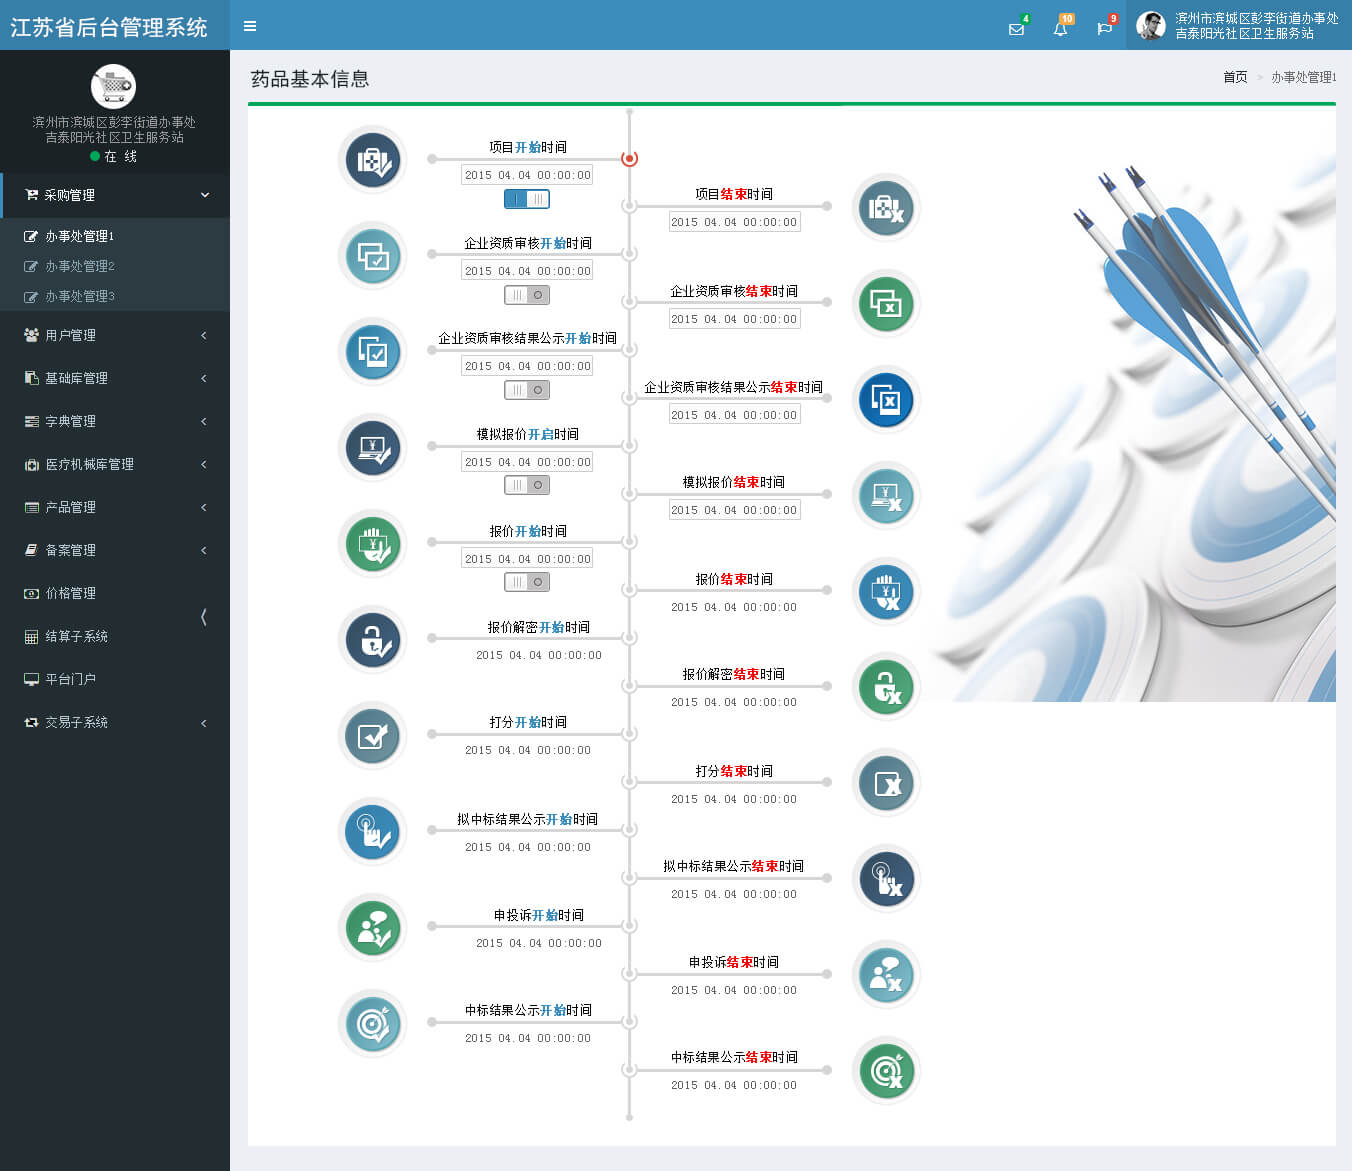 江苏省后台管理系统
4
10
9
滨州市滨城区彭李街道办事处
吉泰阳光社区卫生服务站
滨州市滨城区彭李街道办事处
吉泰阳光社区卫生服务站
在 线
采购管理
办事处管理1
办事处管理2
办事处管理3
用户管理
基础库管理
字典管理
医疗机械库管理
产品管理
备案管理
价格管理
结算子系统
平台门户
交易子系统
药品基本信息
首页 > 办事处管理1
项目开始时间
2015 04.04 00:00:00
项目结束时间
2015 04.04 00:00:00
企业资质审核开始时间
2015 04.04 00:00:00
企业资质审核结束时间
2015 04.04 00:00:00
企业资质审核结果公示开始时间
2015 04.04 00:00:00
企业资质审核结果公示结束时间
2015 04.04 00:00:00
模拟报价开启时间
2015 04.04 00:00:00
模拟报价结束时间
2015 04.04 00:00:00
报价开始时间
2015 04.04 00:00:00
报价结束时间
2015 04.04 00:00:00
报价解密开始时间
2015 04.04 00:00:00
报价解密结束时间
2015 04.04 00:00:00
打分开始时间
2015 04.04 00:00:00
打分结束时间
2015 04.04 00:00:00
拟中标结果公示开始时间
2015 04.04 00:00:00
拟中标结果公示结束时间
2015 04.04 00:00:00
申投诉开始时间
2015 04.04 00:00:00
申投诉结束时间
2015 04.04 00:00:00
中标结果公示开始时间
2015 04.04 00:00:00
中标结果公示结束时间
2015 04.04 00:00:00